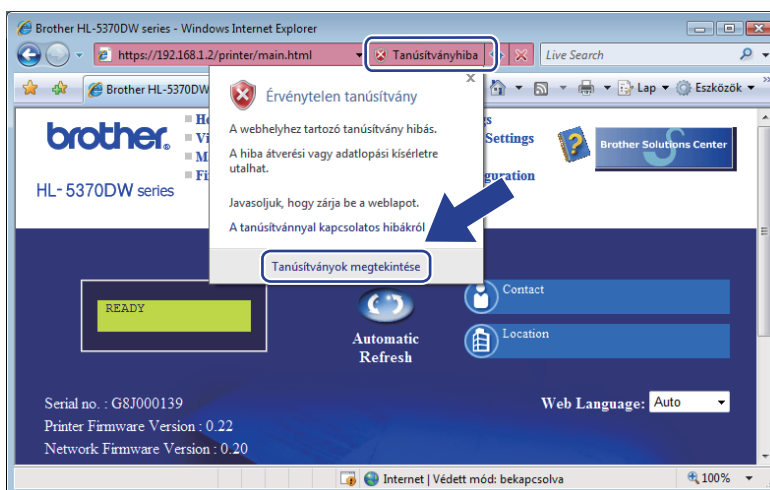 Brother HL-5370DW series - Windows Internet Explorer
https://192.168.1.2/printer/main.html
Tanúsítványhiba
Live Search
Brother HL-5370DW
Lap
Eszközök
Érvénytelen tanúsítvány
A webhelyhez tartozó tanúsítvány hibás.
A hiba átverési vagy adatlopási kísérletre
utalhat.
Javasoljuk, hogy zárja be a weblapot.
A tanúsítvánnyal kapcsolatos hibákról
Tanúsítványok megtekintése
brother
HL-5370DW series
Settings
Brother Solutions Center
READY
Automatic
Refresh
Contact
Location
Serial no. : G8J000139
Printer Firmware Version : 0.22
Network Firmware Version : 0.20
Web Language: Auto
Internet | Védett mód: bekapcsolva
100%